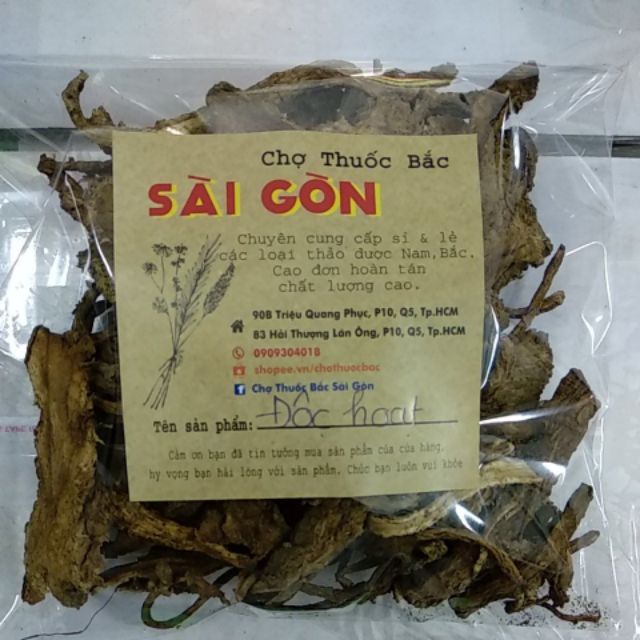 Chợ Thuốc Bắc
SÀI GÒN
Chuyên cung cấp sỉ & lẻ
các loại thảo dược Nam, Bắc.
Cao đơn hoàn tán
chất lượng cao.
90B Triệu Quang Phục, P10, Q5, Tp.HCM
83 Hải Thượng Lãn Ông, P10, Q5, Tp.HCM
0909304018
shopee.vn/chothuocbac
Chợ Thuốc Bắc Sài Gòn
Tên sản phẩm: Độc hoạt
Cảm ơn bạn đã tin tưởng mua sản phẩm của cửa hàng,
hy vọng bạn hài lòng với sản phẩm. Chúc bạn luôn vui khỏe